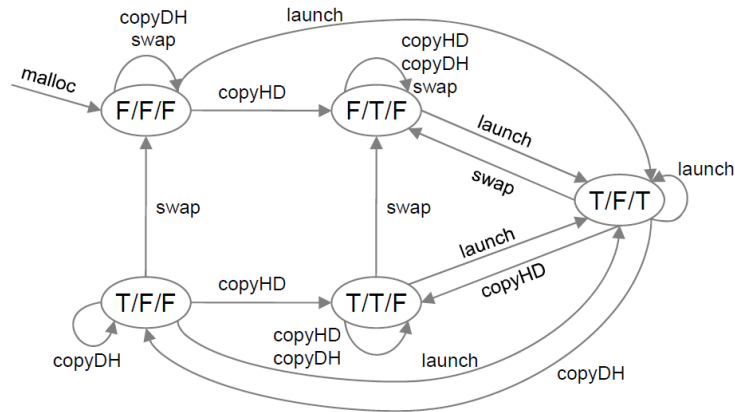 copyDH
swap
launch
copyHD
copyDH
swap
malloc
F/F/F
copyHD
F/T/F
launch
launch
swap
T/F/T
swap
swap
launch
copyHD
T/F/F
copyHD
T/T/F
copyDH
copyHD
copyDH
launch
copyDH